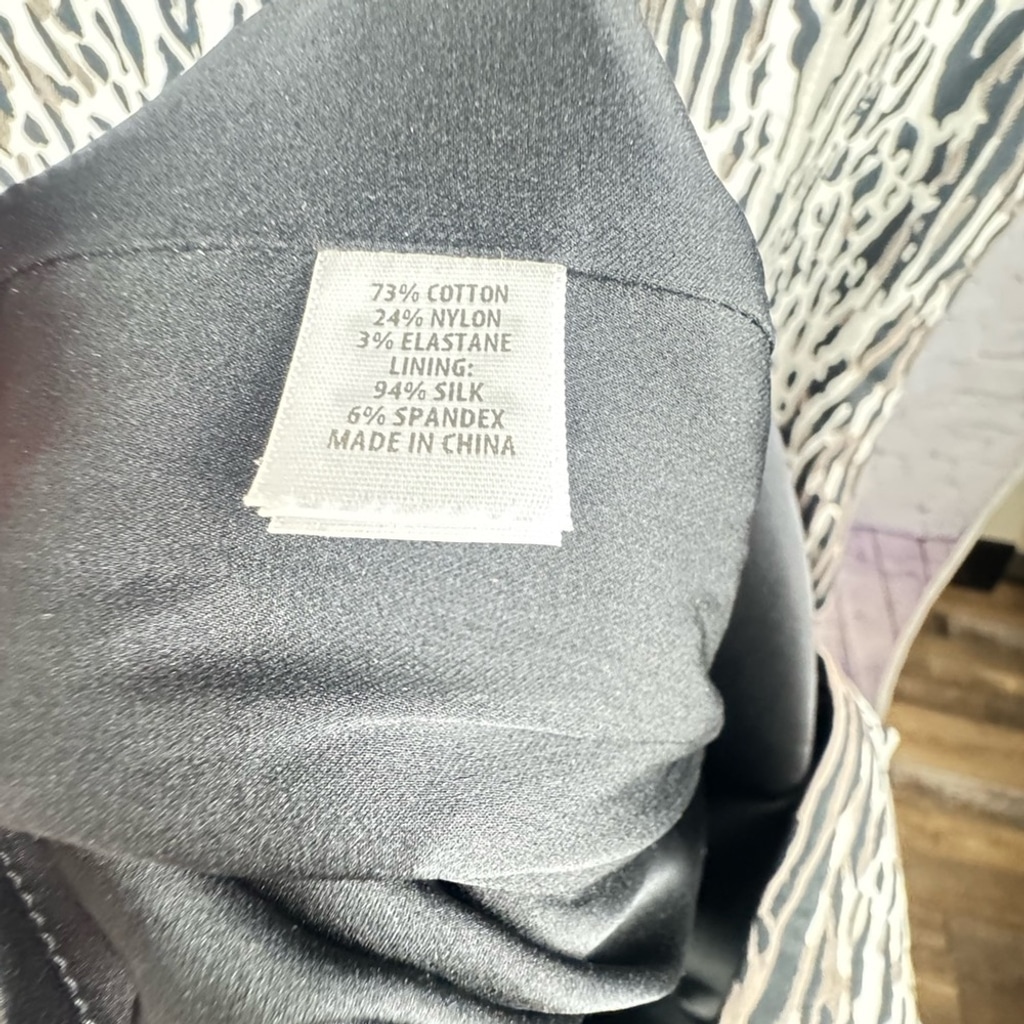 73% COTTON
24% NYLON
3% ELASTANE
LINING:
94% SILK
6% SPANDEX
MADE IN CHINA